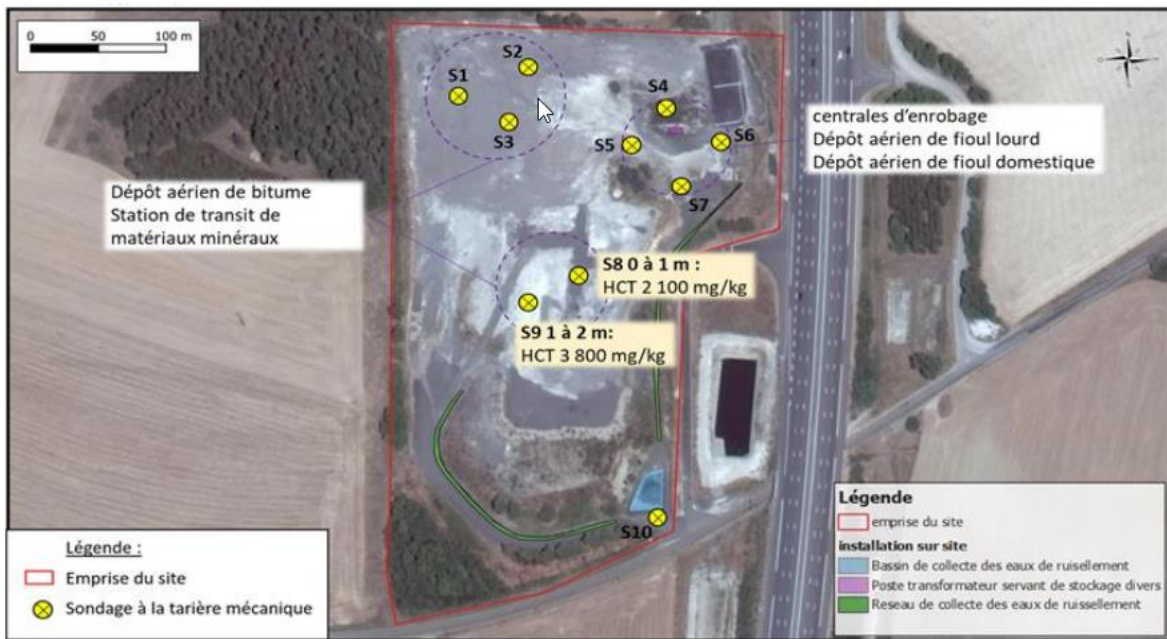 0 50 100 m
S2
S1
S3
S4
S5
S6
S7
centrales d'enrobage
Dépôt aérien de fioul lourd
Dépôt aérien de fioul domestique
Dépôt aérien de bitume
Station de transit de
matériaux minéraux
S8 0 à 1 m :
HCT 2 100 mg/kg
S9 1 à 2 m:
HCT 3 800 mg/kg
S10
Légende :
Emprise du site
Sondage à la tarière mécanique
Légende
emprise du site
installation sur site
Bassin de collecte des eaux de ruisellement
Poste transformateur servant de stockage divers
Reseau de collecte des eaux de ruissellement